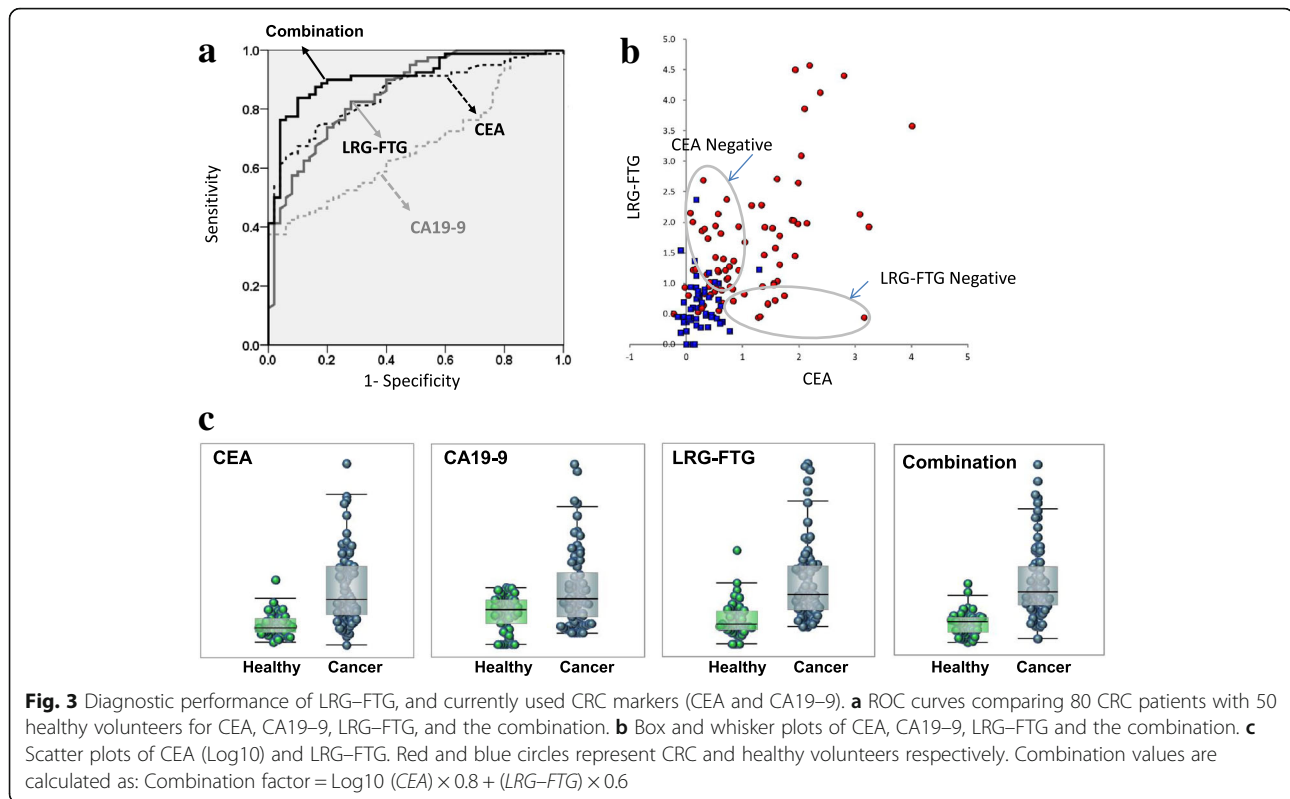 a
Combination
1.0
0.8
0.6
0.4
0.2
0.0
0.0 0.2 0.4 0.6 0.8 1.0
Sensitivity
1- Specificity
CEA
LRG-FTG
CA19-9
b
5.0
4.5
4.0
3.5
3.0
2.5
2.0
1.5
1.0
0.5
0.0
-1 0 1 2 3 4 5
LRG-FTG
CEA
CEA Negative
LRG-FTG Negative
c
CEA
Healthy Cancer
CA19-9
Healthy Cancer
LRG-FTG
Healthy Cancer
Combination
Healthy Cancer
Fig. 3 Diagnostic performance of LRG–FTG, and currently used CRC markers (CEA and CA19–9). a ROC curves comparing 80 CRC patients with 50
healthy volunteers for CEA, CA19–9, LRG–FTG, and the combination. b Box and whisker plots of CEA, CA19–9, LRG–FTG and the combination. c
Scatter plots of CEA (Log10) and LRG–FTG. Red and blue circles represent CRC and healthy volunteers respectively. Combination values are
calculated as: Combination factor = Log10 (CEA) × 0.8 + (LRG–FTG) × 0.6